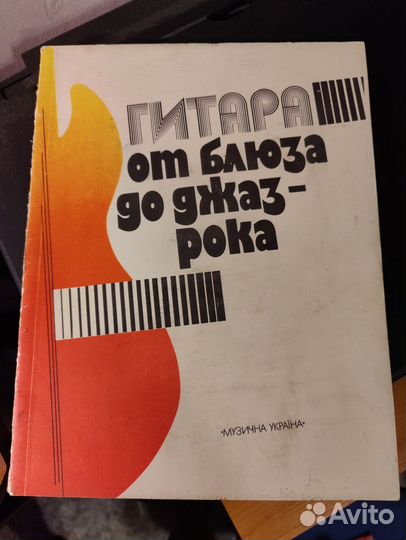 ГИТАРА
от блюза
до джаз-
рока
"МУЗИЧНА УКРАЇНА"
Avito